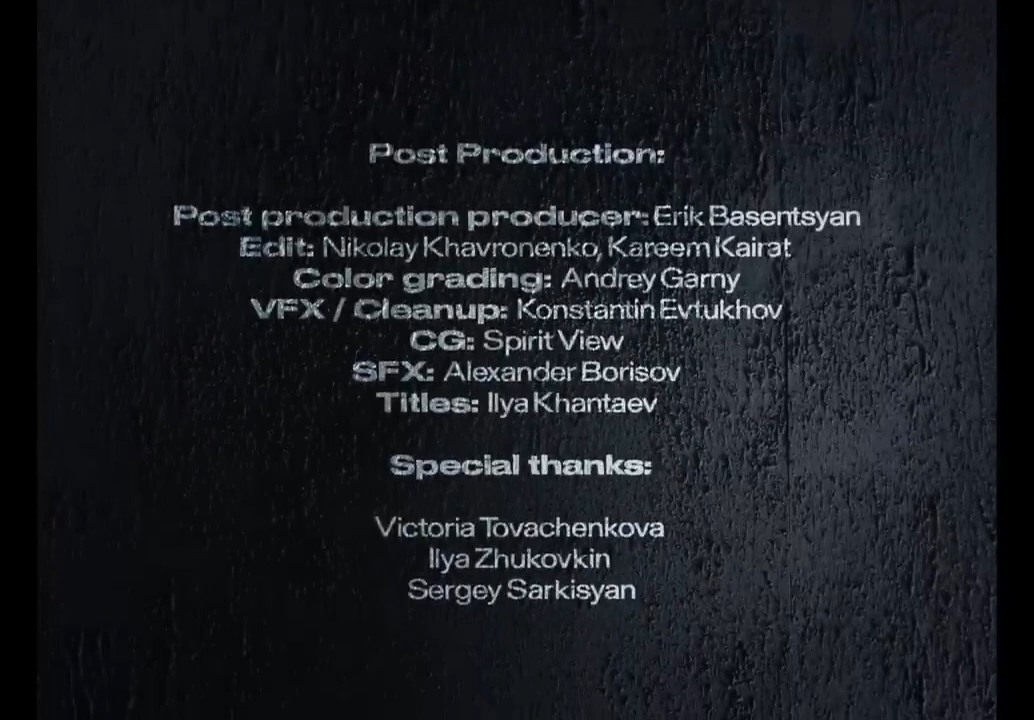 Post Production:
Post production producer: Erik Basentsyan
Edit: Nikolay Khavronenko, Kareem Kairat
Color grading: Andrey Garny
VFX / Cleanup: Konstantin Evtukhov
CG: Spirit View
SFX: Alexander Borisov
Titles: Ilya Khantaev
Special thanks:
Victoria Tovachenkova
Ilya Zhukovkin
Sergey Sarkisyan